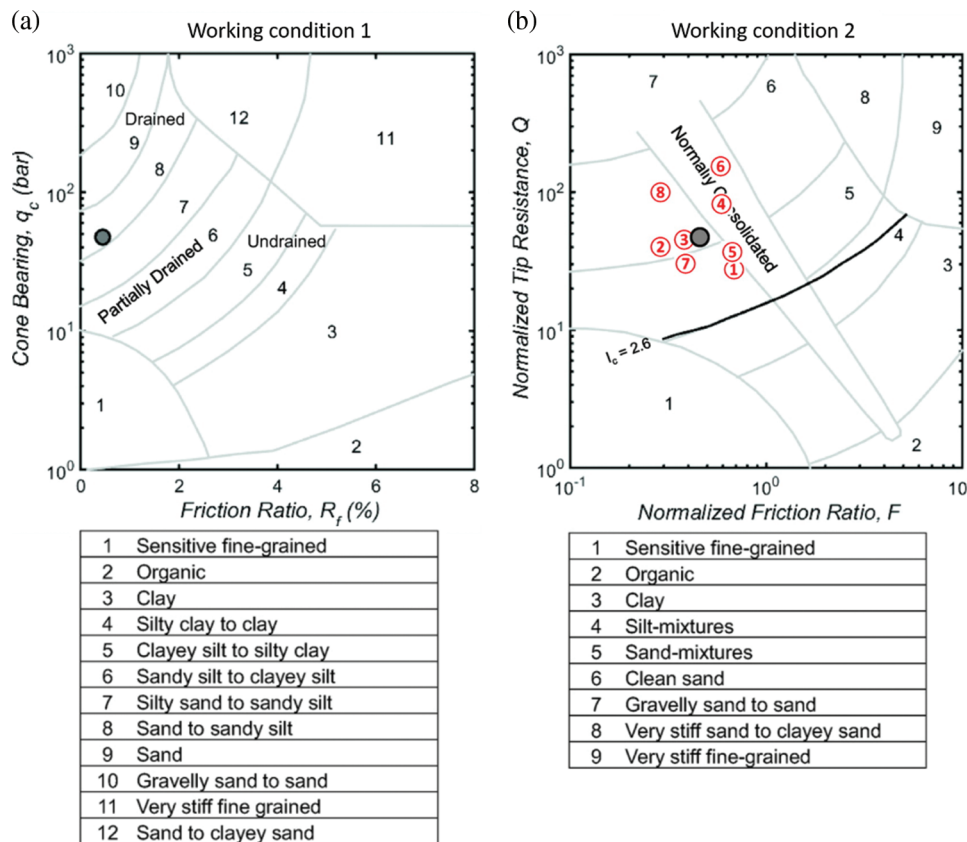 (a)
Working condition 1
10³
10²
10¹
10⁰
Cone Bearing, q_c (bar)
10
Drained
9
8
7
12
11
6
Undrained
Partially Drained
5
4
3
1
2
0 2 4 6 8
Friction Ratio, R_f (%)
1 Sensitive fine-grained
2 Organic
3 Clay
4 Silty clay to clay
5 Clayey silt to silty clay
6 Sandy silt to clayey silt
7 Silty sand to sandy silt
8 Sand to sandy silt
9 Sand
10 Gravelly sand to sand
11 Very stiff fine grained
12 Sand to clayey sand
(b)
Working condition 2
10³
10²
10¹
10⁰
Normalized Tip Resistance, Q
7
6
8
9
Normally Consolidated
⑥
⑧
④
5
③
②
⑤
⑦
①
4
3
I_c = 2.6
1
2
10⁻¹ 10⁰ 10
Normalized Friction Ratio, F
1 Sensitive fine-grained
2 Organic
3 Clay
4 Silt-mixtures
5 Sand-mixtures
6 Clean sand
7 Gravelly sand to sand
8 Very stiff sand to clayey sand
9 Very stiff fine-grained